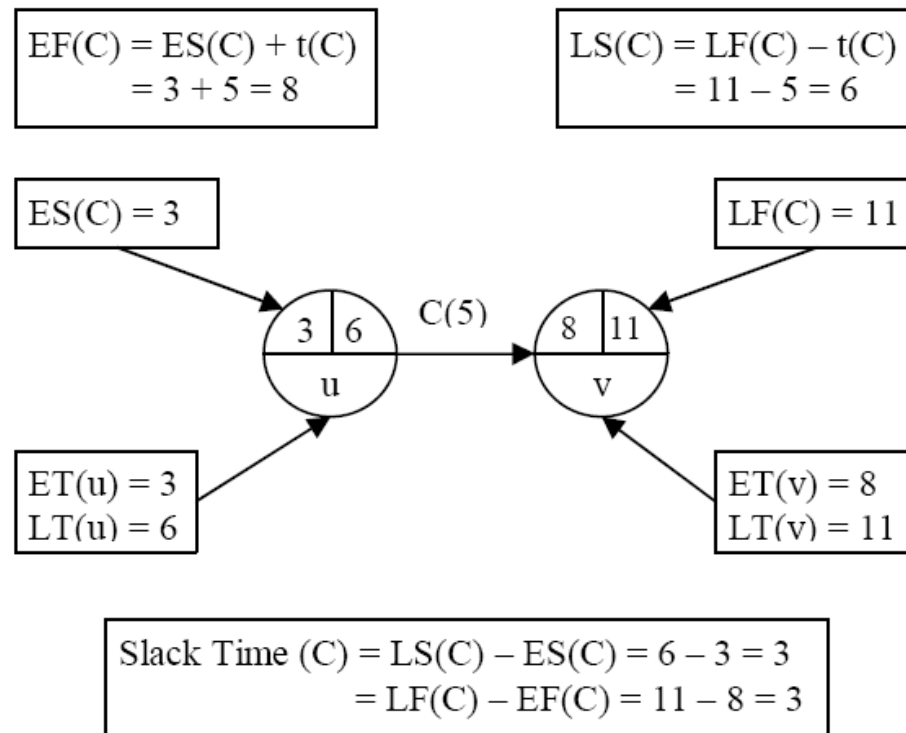 EF(C) = ES(C) + t(C)
= 3 + 5 = 8
LS(C) = LF(C) – t(C)
= 11 – 5 = 6
ES(C) = 3
LF(C) = 11
3 6
u
C(5)
8 11
v
ET(u) = 3
LT(u) = 6
ET(v) = 8
LT(v) = 11
Slack Time (C) = LS(C) – ES(C) = 6 – 3 = 3
= LF(C) – EF(C) = 11 – 8 = 3